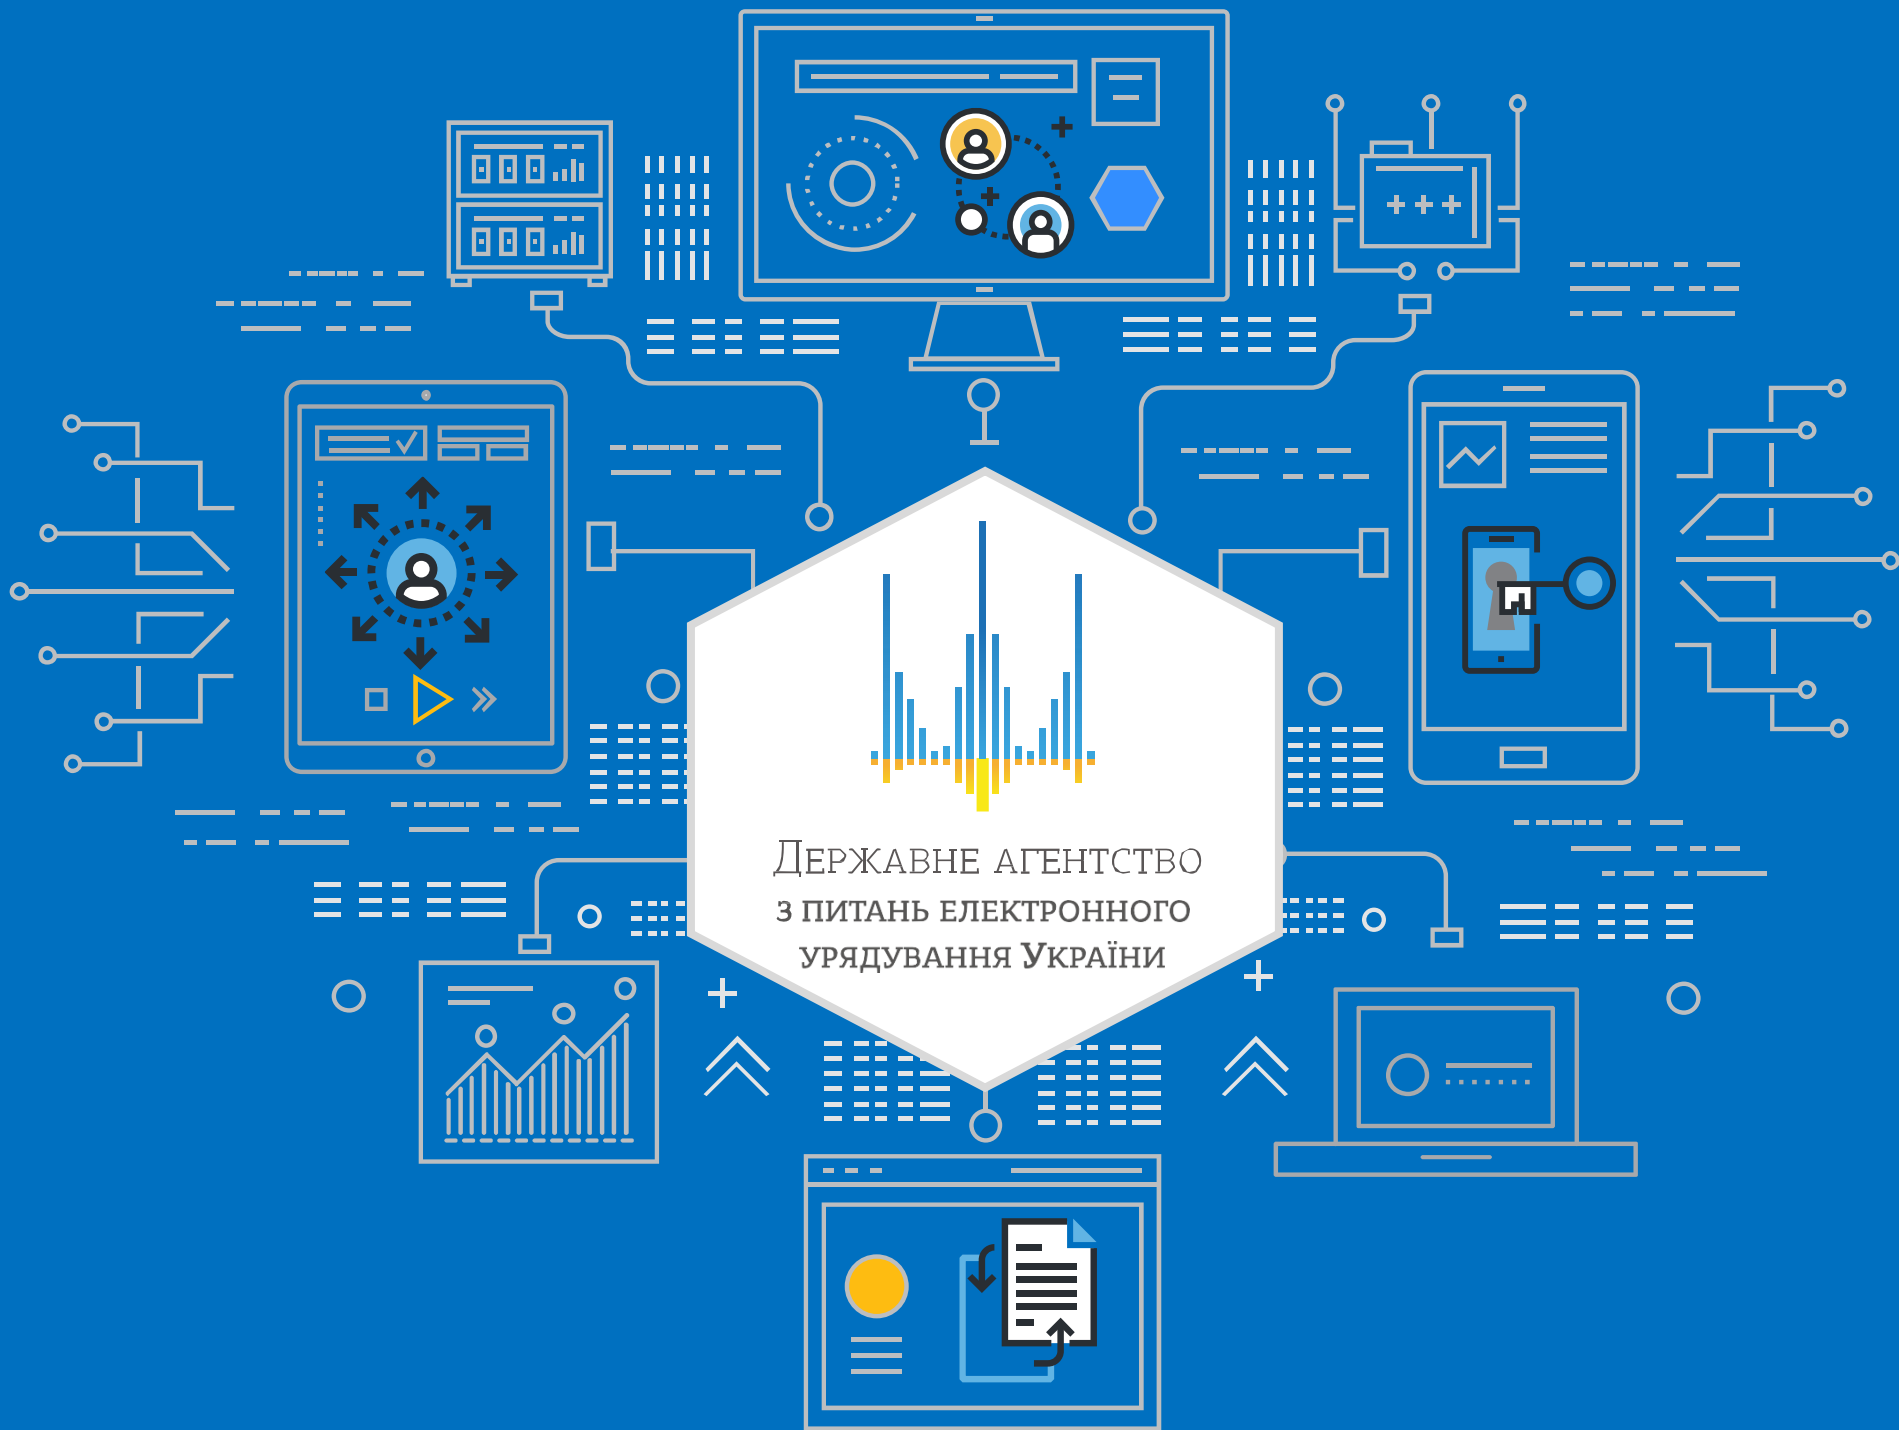 Державне агентство
з питань електронного
урядування України